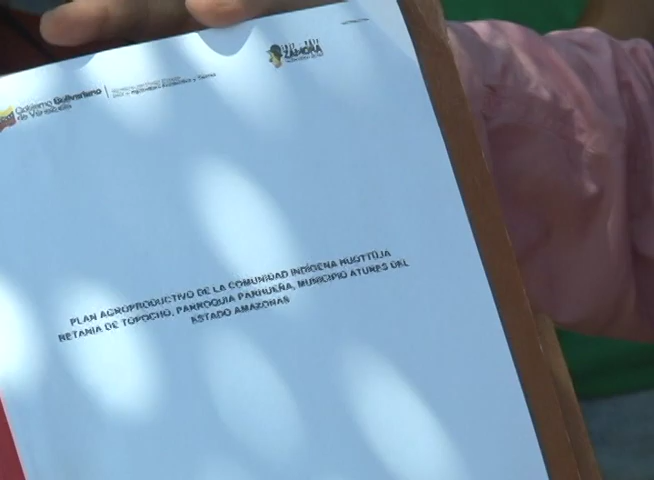 Gobierno Bolivariano
de Venezuela
ZAMORA
PLAN AGROPRODUCTIVO DE LA COMUNIDAD INDÍGENA HUOTTÜJA
BETANIA DE TOPOCHO, PARROQUIA PARHUEÑA, MUNICIPIO ATURES DEL
ESTADO AMAZONAS